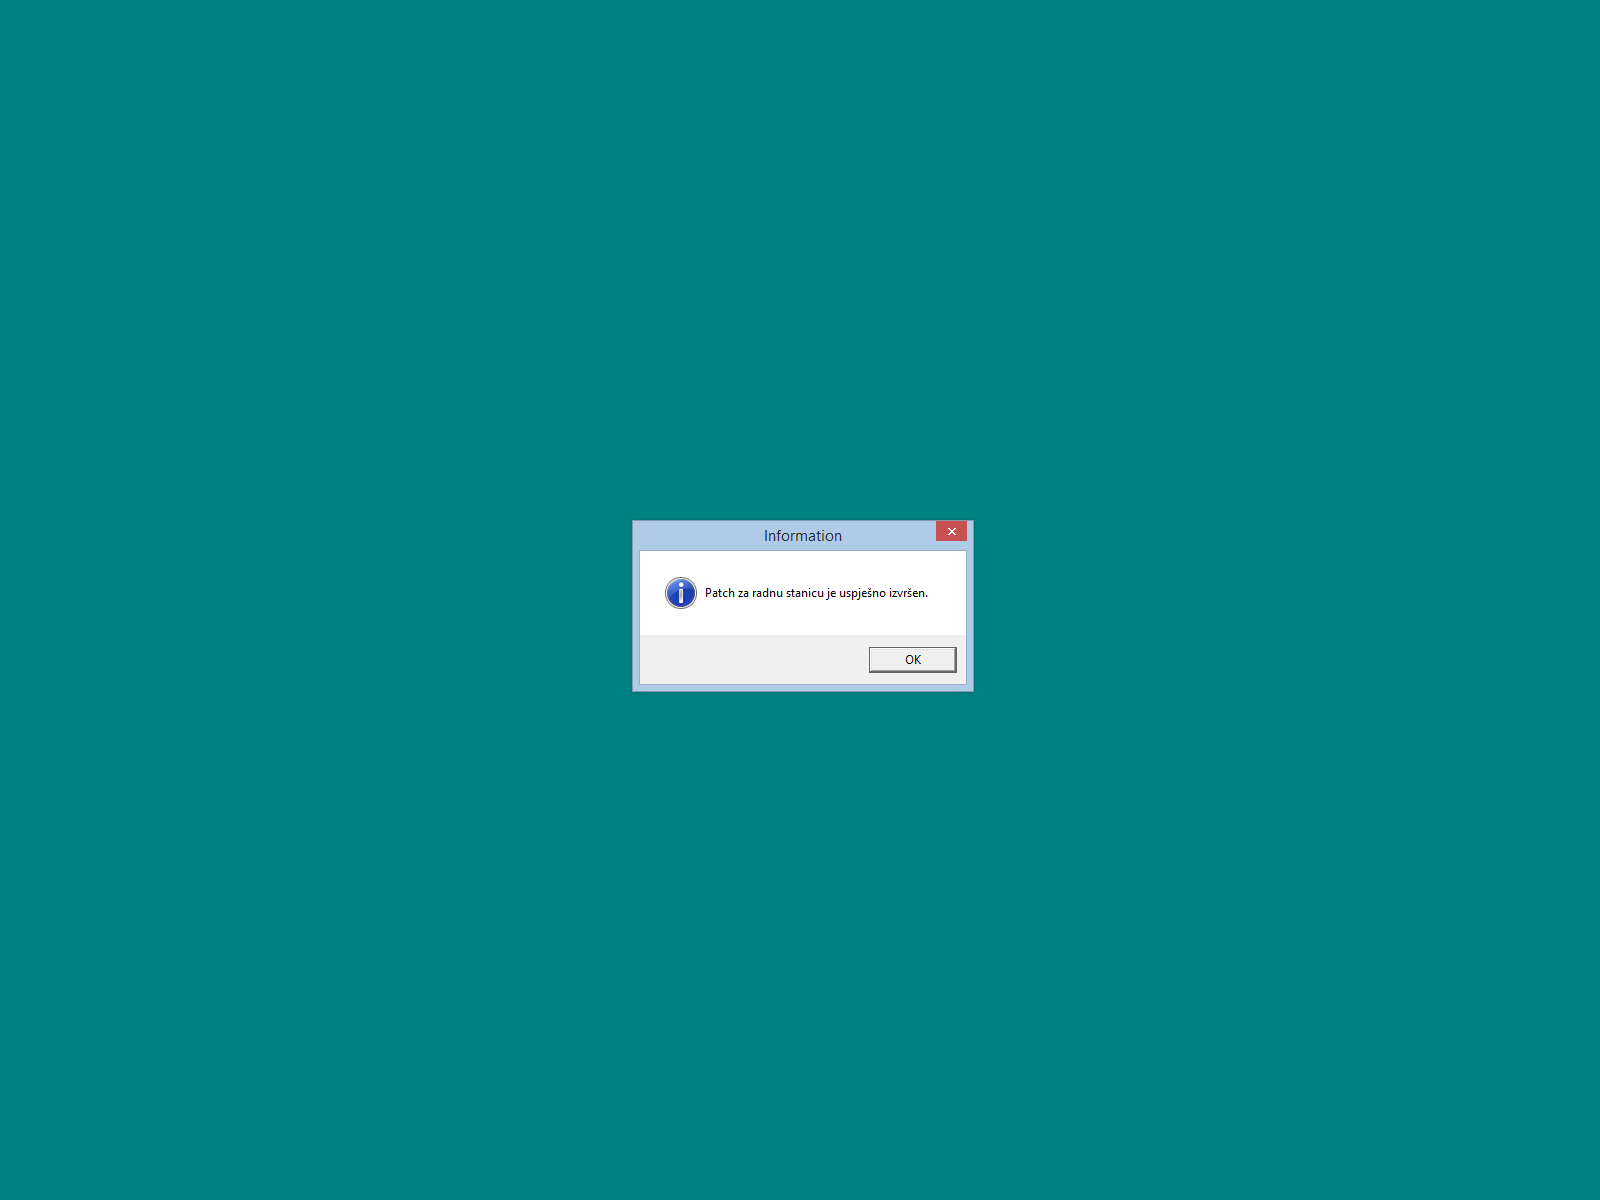 Information
Patch za radnu stanicu je uspješno izvršen.
OK